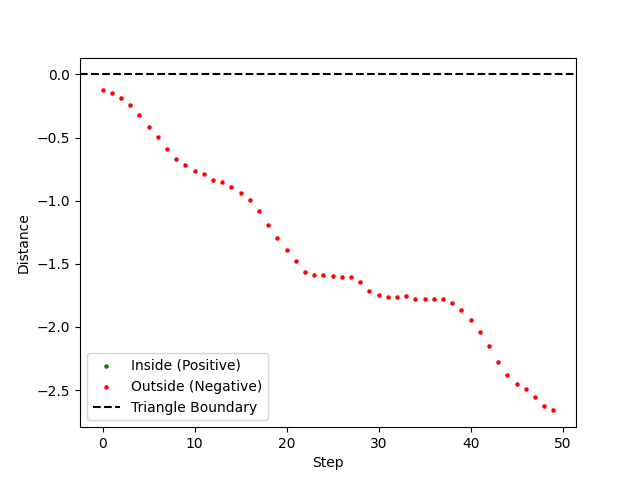 0.0
−0.5
−1.0
−1.5
−2.0
−2.5
Distance
Inside (Positive)
Outside (Negative)
Triangle Boundary
0 10 20 30 40 50
Step